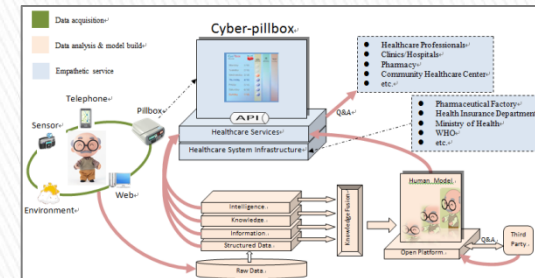 Data acquisition
Data analysis & model build
Empathetic service
Cyber-pillbox
Healthcare Professionals
Clinics/Hospitals
Pharmacy
Community Healthcare Center
etc.
Telephone
Pillbox
Sensor
API
Q&A
Pharmaceutical Factory
Health Insurance Department
Ministry of Health
WHO
etc.
Healthcare Services
Healthcare System Infrastructure
Environment
Web
Intelligence
Knowledge
Information
Structured Data
Raw Data
Knowledge Fusion
Human Model
Open Platform
Q&A
Third
Party